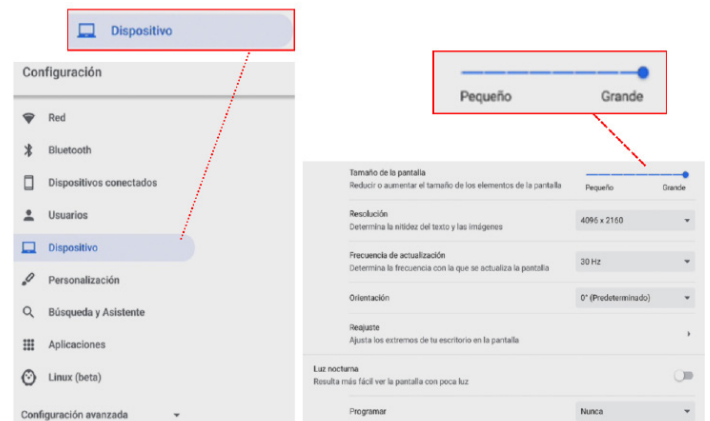 Dispositivo
Configuración
Red
Bluetooth
Dispositivos conectados
Usuarios
Dispositivo
Personalización
Búsqueda y Asistente
Aplicaciones
Linux (beta)
Configuración avanzada
Pequeño Grande
Tamaño de la pantalla
Reducir o aumentar el tamaño de los elementos de la pantalla
Pequeño Grande
Resolución
Determina la nitidez del texto y las imágenes
4096 x 2160
Frecuencia de actualización
Determina la frecuencia con la que se actualiza la pantalla
30 Hz
Orientación
0° (Predeterminado)
Reajuste
Ajusta los extremos de tu escritorio en la pantalla
Luz nocturna
Resulta más fácil ver la pantalla con poca luz
Programar
Nunca